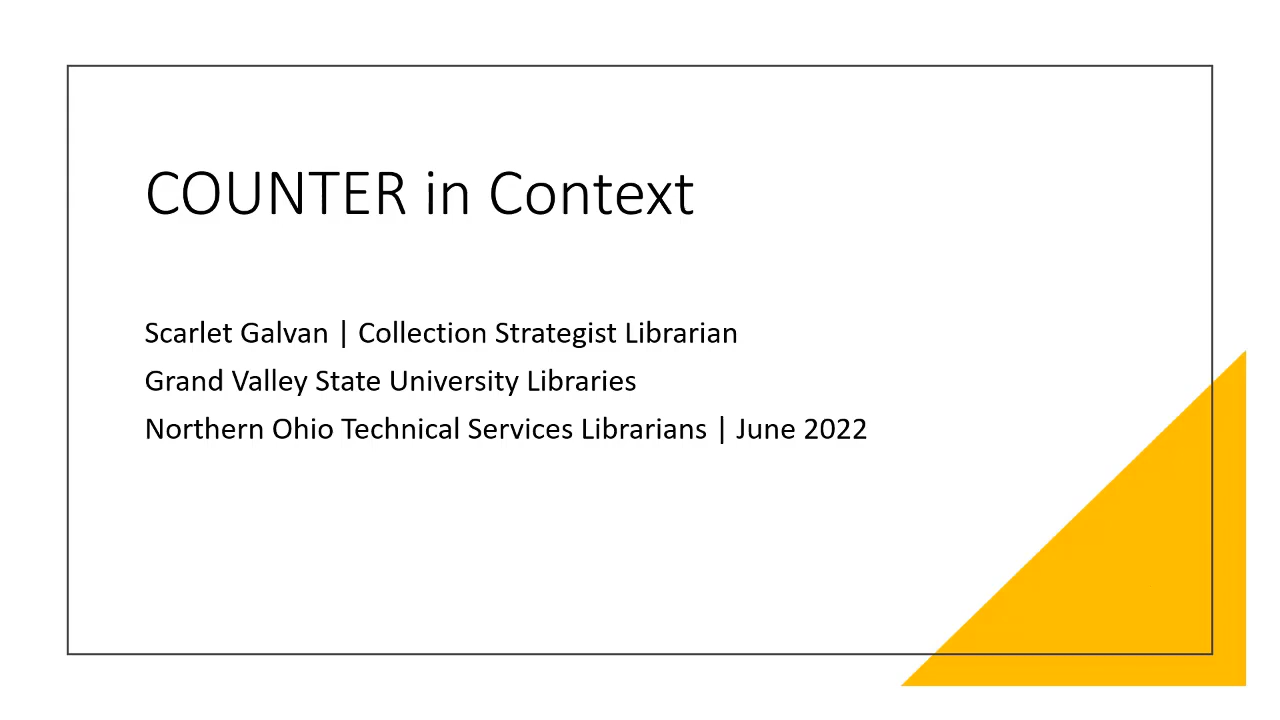 COUNTER in Context
Scarlet Galvan | Collection Strategist Librarian
Grand Valley State University Libraries
Northern Ohio Technical Services Librarians | June 2022